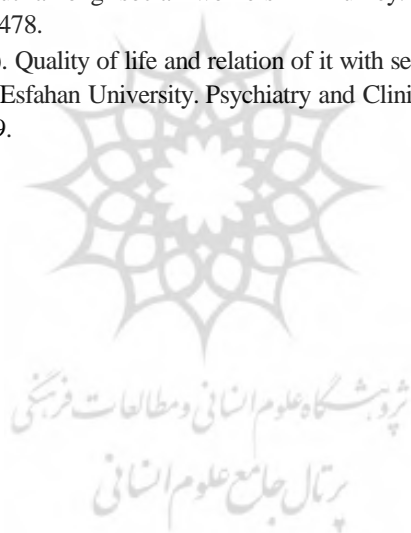 478.
). Quality of life and relation of it with se
Esfahan University. Psychiatry and Clini
9.
پژوهشگاه علوم انسانی و مطالعات فرهنگی
پرتال جامع علوم انسانی